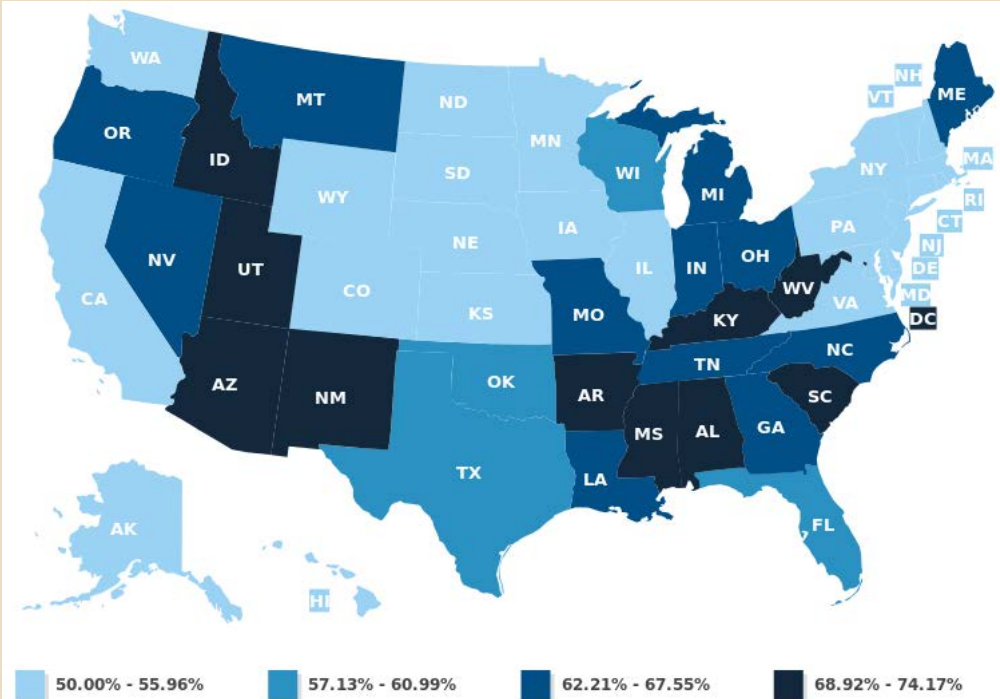 WA
NH
VT
ME
MT
ND
OR
MN
ID
SD
WI
NY
MA
MI
WY
RI
CT
IA
PA
NE
NJ
NV
UT
IL
IN
OH
DE
CO
WV
MD
CA
VA
KS
MO
KY
DC
NC
TN
AZ
OK
NM
AR
SC
MS
AL
GA
TX
LA
AK
FL
HI
50.00% - 55.96%
57.13% - 60.99%
62.21% - 67.55%
68.92% - 74.17%